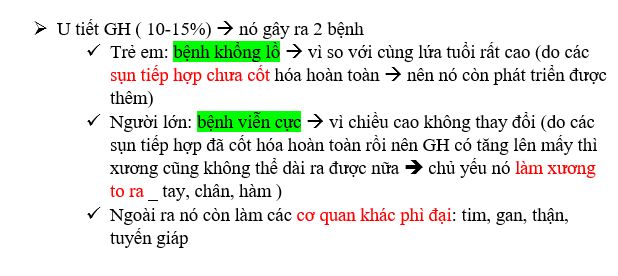 ➢ U tiết GH ( 10-15%) → nó gây ra 2 bệnh
✓ Trẻ em: bệnh khổng lồ → vì so với cùng lứa tuổi rất cao (do các
sụn tiếp hợp chưa cốt hóa hoàn toàn → nên nó còn phát triển được
thêm)
✓ Người lớn: bệnh viễn cực → vì chiều cao không thay đổi (do các
sụn tiếp hợp đã cốt hóa hoàn toàn rồi nên GH có tăng lên mấy thì
xương cũng không thể dài ra được nữa → chủ yếu nó làm xương
to ra _ tay, chân, hàm )
✓ Ngoài ra nó còn làm các cơ quan khác phì đại: tim, gan, thận,
tuyến giáp